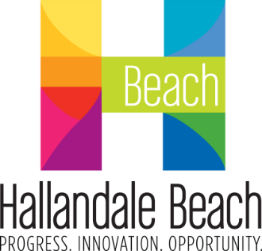 Beach
Hallandale Beach
PROGRESS. INNOVATION. OPPORTUNITY.